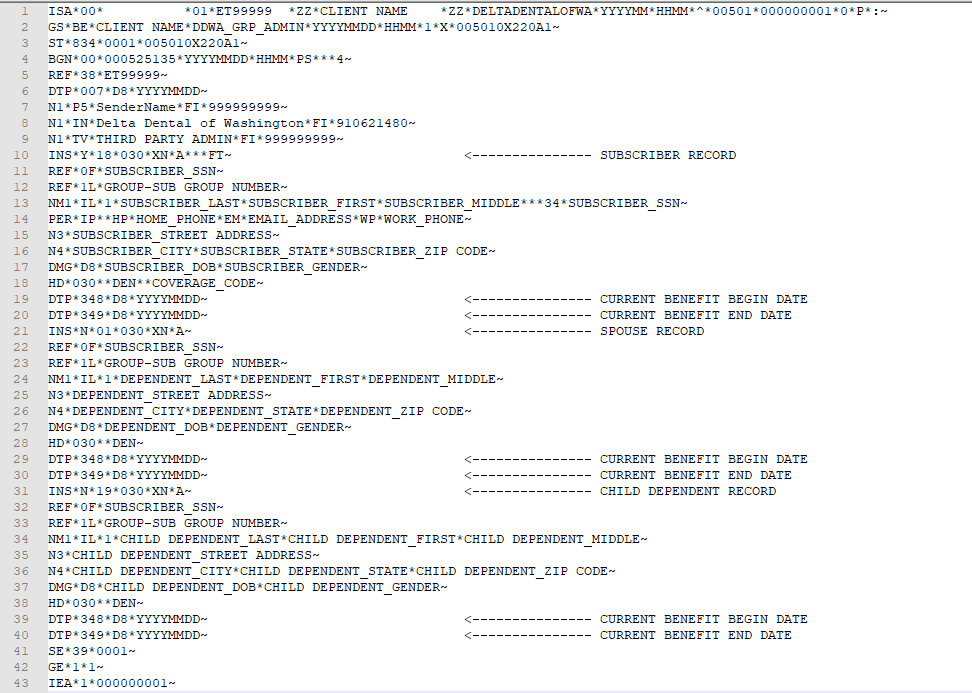 1 ISA*00*          *01*ET99999  *ZZ*CLIENT NAME    *ZZ*DELTADENTALOFWA*YYYYMM*HHMM*^*00501*000000001*0*P*:~
2 GS*BE*CLIENT NAME*DDWA_GRP_ADMIN*YYYYMMDD*HHMM*1*X*005010X220A1~
3 ST*834*0001*005010X220A1~
4 BGN*00*000525135*YYYYMMDD*HHMM*PS***4~
5 REF*38*ET99999~
6 DTP*007*D8*YYYYMMDD~
7 N1*P5*SenderName*FI*999999999~
8 N1*IN*Delta Dental of Washington*FI*910621480~
9 N1*TV*THIRD PARTY ADMIN*FI*999999999~
10 INS*Y*18*030*XN*A***FT~                             <--------------- SUBSCRIBER RECORD
11 REF*0F*SUBSCRIBER_SSN~
12 REF*1L*GROUP-SUB GROUP NUMBER~
13 NM1*IL*1*SUBSCRIBER_LAST*SUBSCRIBER_FIRST*SUBSCRIBER_MIDDLE***34*SUBSCRIBER_SSN~
14 PER*IP**HP*HOME_PHONE*EM*EMAIL_ADDRESS*WP*WORK_PHONE~
15 N3*SUBSCRIBER_STREET ADDRESS~
16 N4*SUBSCRIBER_CITY*SUBSCRIBER_STATE*SUBSCRIBER_ZIP CODE~
17 DMG*D8*SUBSCRIBER_DOB*SUBSCRIBER_GENDER~
18 HD*030**DEN**COVERAGE_CODE~
19 DTP*348*D8*YYYYMMDD~                                <--------------- CURRENT BENEFIT BEGIN DATE
20 DTP*349*D8*YYYYMMDD~                                <--------------- CURRENT BENEFIT END DATE
21 INS*N*01*030*XN*A~                                  <--------------- SPOUSE RECORD
22 REF*0F*SUBSCRIBER_SSN~
23 REF*1L*GROUP-SUB GROUP NUMBER~
24 NM1*IL*1*DEPENDENT_LAST*DEPENDENT_FIRST*DEPENDENT_MIDDLE~
25 N3*DEPENDENT_STREET ADDRESS~
26 N4*DEPENDENT_CITY*DEPENDENT_STATE*DEPENDENT_ZIP CODE~
27 DMG*D8*DEPENDENT_DOB*DEPENDENT_GENDER~
28 HD*030**DEN~
29 DTP*348*D8*YYYYMMDD~                                <--------------- CURRENT BENEFIT BEGIN DATE
30 DTP*349*D8*YYYYMMDD~                                <--------------- CURRENT BENEFIT END DATE
31 INS*N*19*030*XN*A~                                  <--------------- CHILD DEPENDENT RECORD
32 REF*0F*SUBSCRIBER_SSN~
33 REF*1L*GROUP-SUB GROUP NUMBER~
34 NM1*IL*1*CHILD DEPENDENT_LAST*CHILD DEPENDENT_FIRST*CHILD DEPENDENT_MIDDLE~
35 N3*CHILD DEPENDENT_STREET ADDRESS~
36 N4*CHILD DEPENDENT_CITY*CHILD DEPENDENT_STATE*CHILD DEPENDENT_ZIP CODE~
37 DMG*D8*CHILD DEPENDENT_DOB*CHILD DEPENDENT_GENDER~
38 HD*030**DEN~
39 DTP*348*D8*YYYYMMDD~                                <--------------- CURRENT BENEFIT BEGIN DATE
40 DTP*349*D8*YYYYMMDD~                                <--------------- CURRENT BENEFIT END DATE
41 SE*39*0001~
42 GE*1*1~
43 IEA*1*000000001~